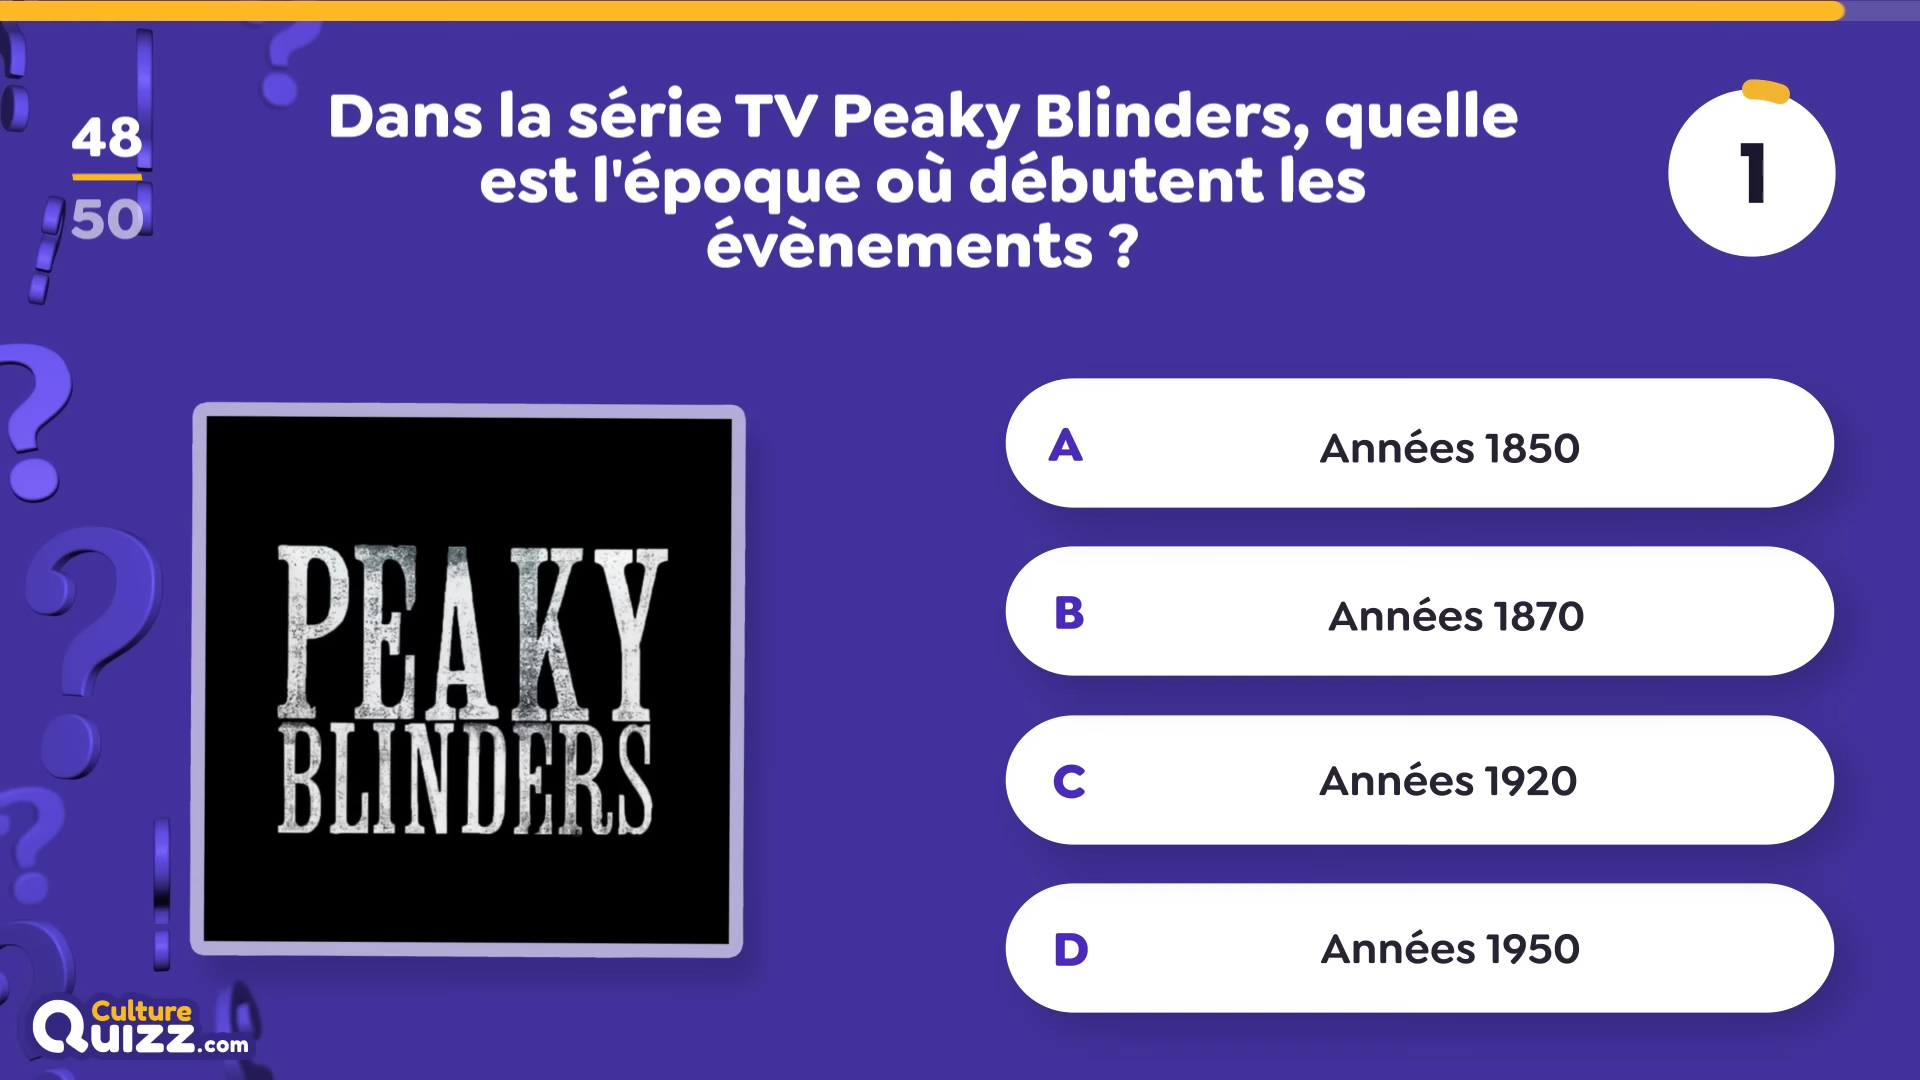 48
50
Dans la série TV Peaky Blinders, quelle
est l'époque où débutent les
évènements ?
1
PEAKY
BLINDERS
A Années 1850
B Années 1870
C Années 1920
D Années 1950
Culture
Quizz.com